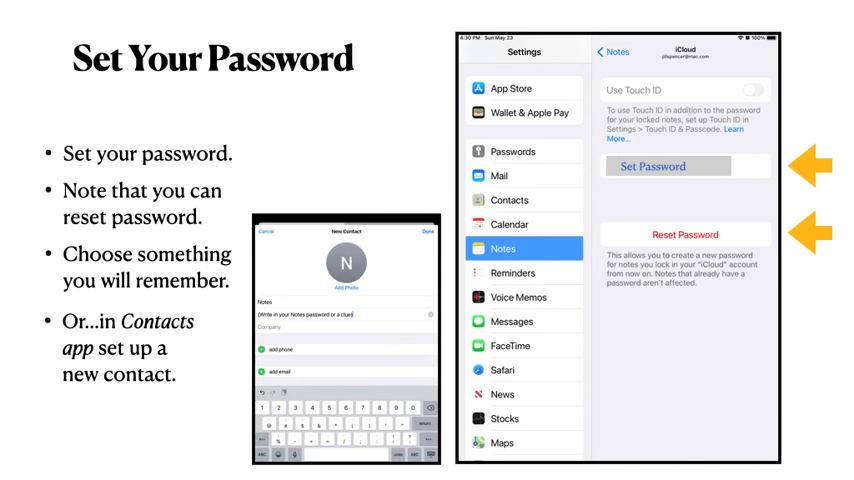 Set Your Password
• Set your password.
• Note that you can
reset password.
• Choose something
you will remember.
• Or...in Contacts
app set up a
new contact.
Cancel New Contact Done
N
Add Photo
Notes
(Write in your Notes password or a clue)
Company
add phone
add email
1 2 3 4 5 6 7 8 9 0
@ # $ & * ( ) ' "
return
% - + = / ; : , .
ABC undo ABC
4:30 PM Sun May 23 100%
Settings
App Store
Wallet & Apple Pay
Passwords
Mail
Contacts
Calendar
Notes
Reminders
Voice Memos
Messages
FaceTime
Safari
News
Stocks
Maps
Notes
iCloud
jillspencer@mac.com
Use Touch ID
To use Touch ID in addition to the password
for your locked notes, set up Touch ID in
Settings > Touch ID & Passcode. Learn
More...
Set Password
Reset Password
This allows you to create a new password
for notes you lock in your "iCloud" account
from now on. Notes that already have a
password aren't affected.